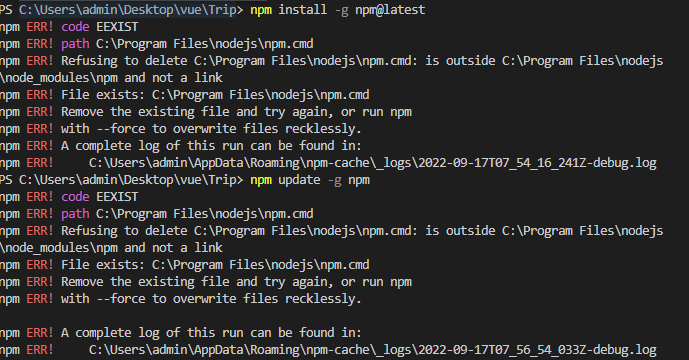 PS C:\Users\admin\Desktop\vue\Trip> npm install -g npm@latest
npm ERR! code EEXIST
npm ERR! path C:\Program Files\nodejs\npm.cmd
npm ERR! Refusing to delete C:\Program Files\nodejs\npm.cmd: is outside C:\Program Files\nodejs
\node_modules\npm and not a link
npm ERR! File exists: C:\Program Files\nodejs\npm.cmd
npm ERR! Remove the existing file and try again, or run npm
npm ERR! with --force to overwrite files recklessly.
npm ERR! A complete log of this run can be found in:
npm ERR!     C:\Users\admin\AppData\Roaming\npm-cache\_logs\2022-09-17T07_54_16_241Z-debug.log
PS C:\Users\admin\Desktop\vue\Trip> npm update -g npm
npm ERR! code EEXIST
npm ERR! path C:\Program Files\nodejs\npm.cmd
npm ERR! Refusing to delete C:\Program Files\nodejs\npm.cmd: is outside C:\Program Files\nodejs
\node_modules\npm and not a link
npm ERR! File exists: C:\Program Files\nodejs\npm.cmd
npm ERR! Remove the existing file and try again, or run npm
npm ERR! with --force to overwrite files recklessly.
npm ERR! A complete log of this run can be found in:
npm ERR!     C:\Users\admin\AppData\Roaming\npm-cache\_logs\2022-09-17T07_56_54_033Z-debug.log